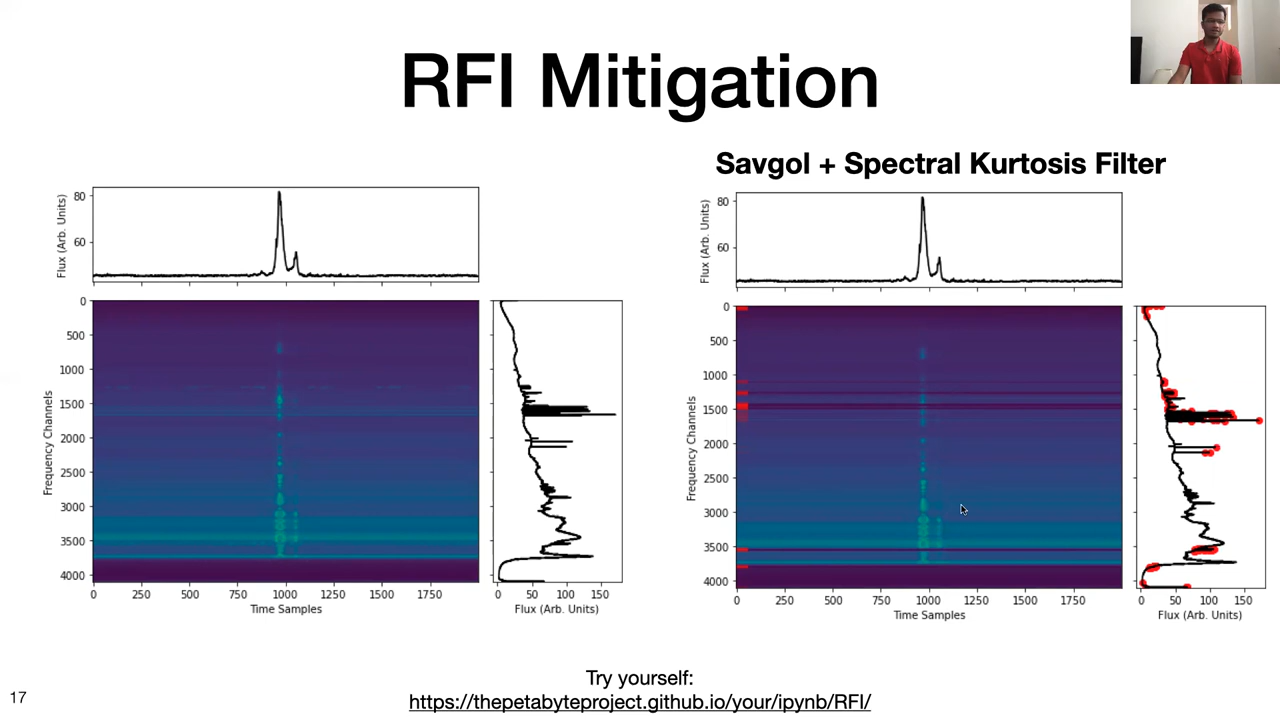 RFI Mitigation
Savgol + Spectral Kurtosis Filter
Flux (Arb. Units)
80
60
Frequency Channels
0
500
1000
1500
2000
2500
3000
3500
4000
0 250 500 750 1000 1250 1500 1750
Time Samples
0 50 100 150
Flux (Arb. Units)
Flux (Arb. Units)
80
60
Frequency Channels
0
500
1000
1500
2000
2500
3000
3500
4000
0 250 500 750 1000 1250 1500 1750
Time Samples
0 50 100 150
Flux (Arb. Units)
Try yourself:
https://thepetabyteproject.github.io/your/ipynb/RFI/
17